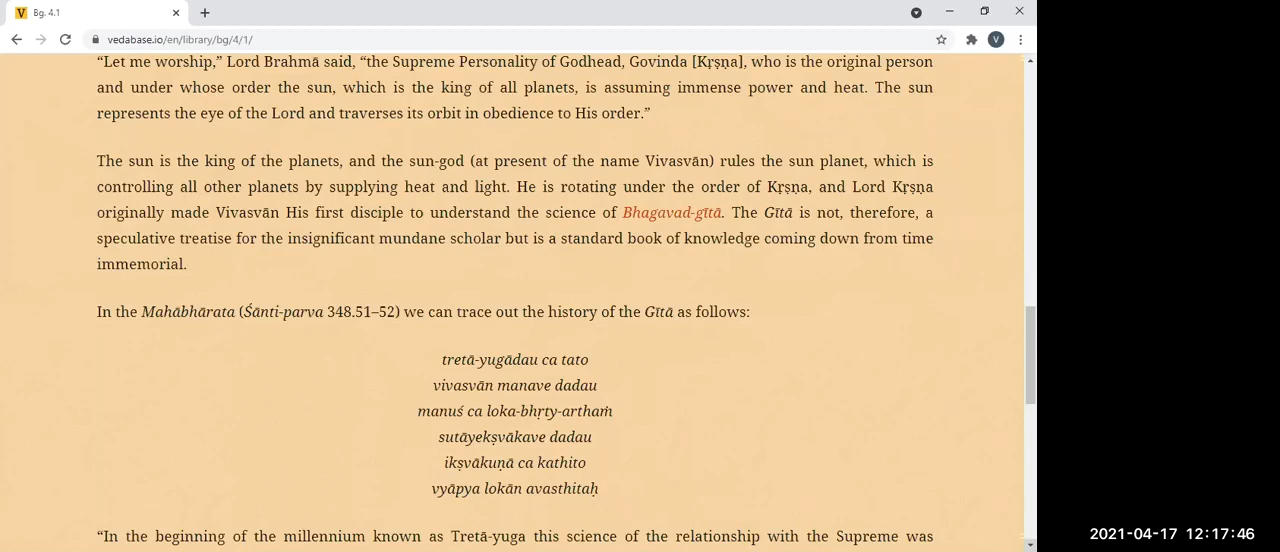 Bg. 4.1
vedabase.io/en/library/bg/4/1/
V
“Let me worship,” Lord Brahmā said, “the Supreme Personality of Godhead, Govinda [Kṛṣṇa], who is the original person
and under whose order the sun, which is the king of all planets, is assuming immense power and heat. The sun
represents the eye of the Lord and traverses its orbit in obedience to His order.”
The sun is the king of the planets, and the sun-god (at present of the name Vivasvān) rules the sun planet, which is
controlling all other planets by supplying heat and light. He is rotating under the order of Kṛṣṇa, and Lord Kṛṣṇa
originally made Vivasvān His first disciple to understand the science of Bhagavad-gītā. The Gītā is not, therefore, a
speculative treatise for the insignificant mundane scholar but is a standard book of knowledge coming down from time
immemorial.
In the Mahābhārata (Śānti-parva 348.51–52) we can trace out the history of the Gītā as follows:
tretā-yugādau ca tato
vivasvān manave dadau
manuś ca loka-bhṛty-arthaṁ
sutāyekṣvākave dadau
ikṣvākuṇā ca kathito
vyāpya lokān avasthitaḥ
“In the beginning of the millennium known as Tretā-yuga this science of the relationship with the Supreme was
2021-04-17 12:17:46